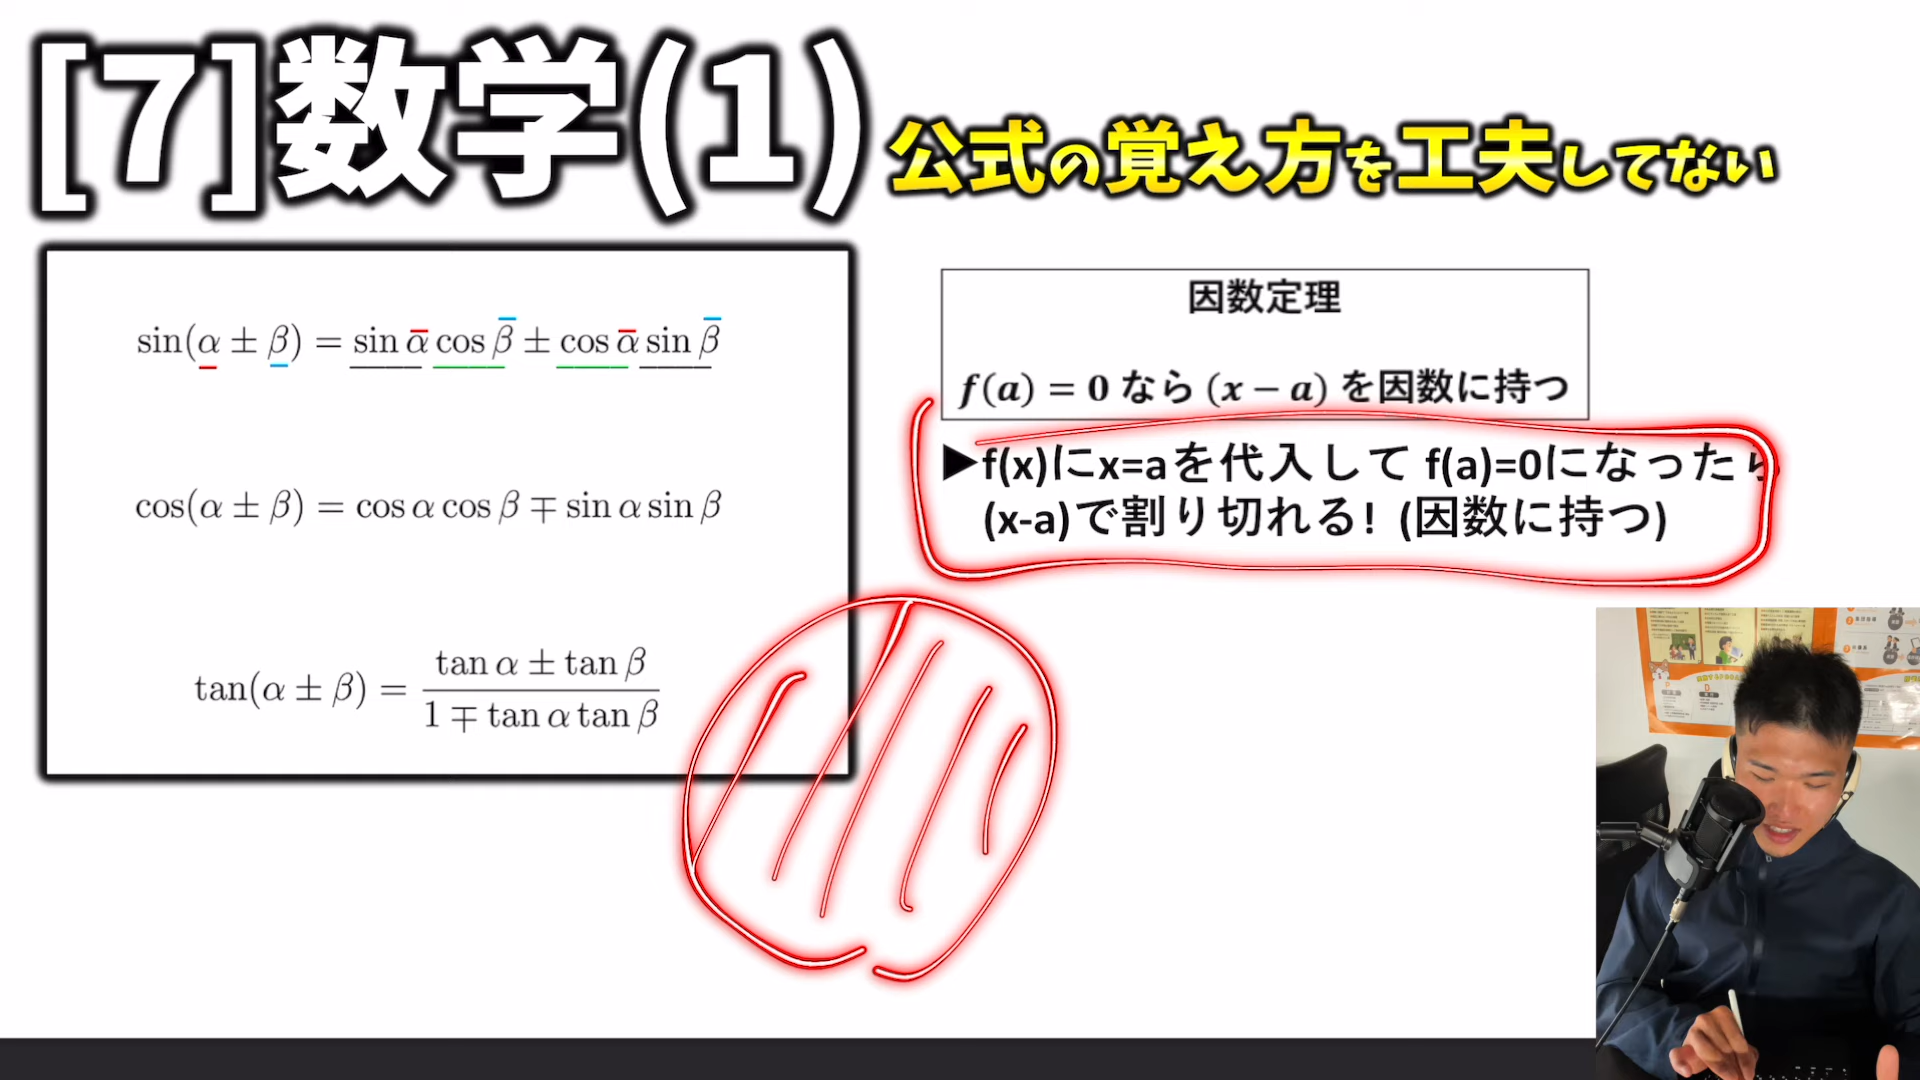 [7]数学(1) 公式の覚え方を工夫してない
sin(α ± β) = sin α cos β ± cos α sin β
cos(α ± β) = cos α cos β ∓ sin α sin β
tan(α ± β) = (tan α ± tan β) / (1 ∓ tan α tan β)
因数定理
f(a) = 0 なら (x − a) を因数に持つ
▶f(x)にx=aを代入して f(a)=0になったら
(x-a)で割り切れる! (因数に持つ)